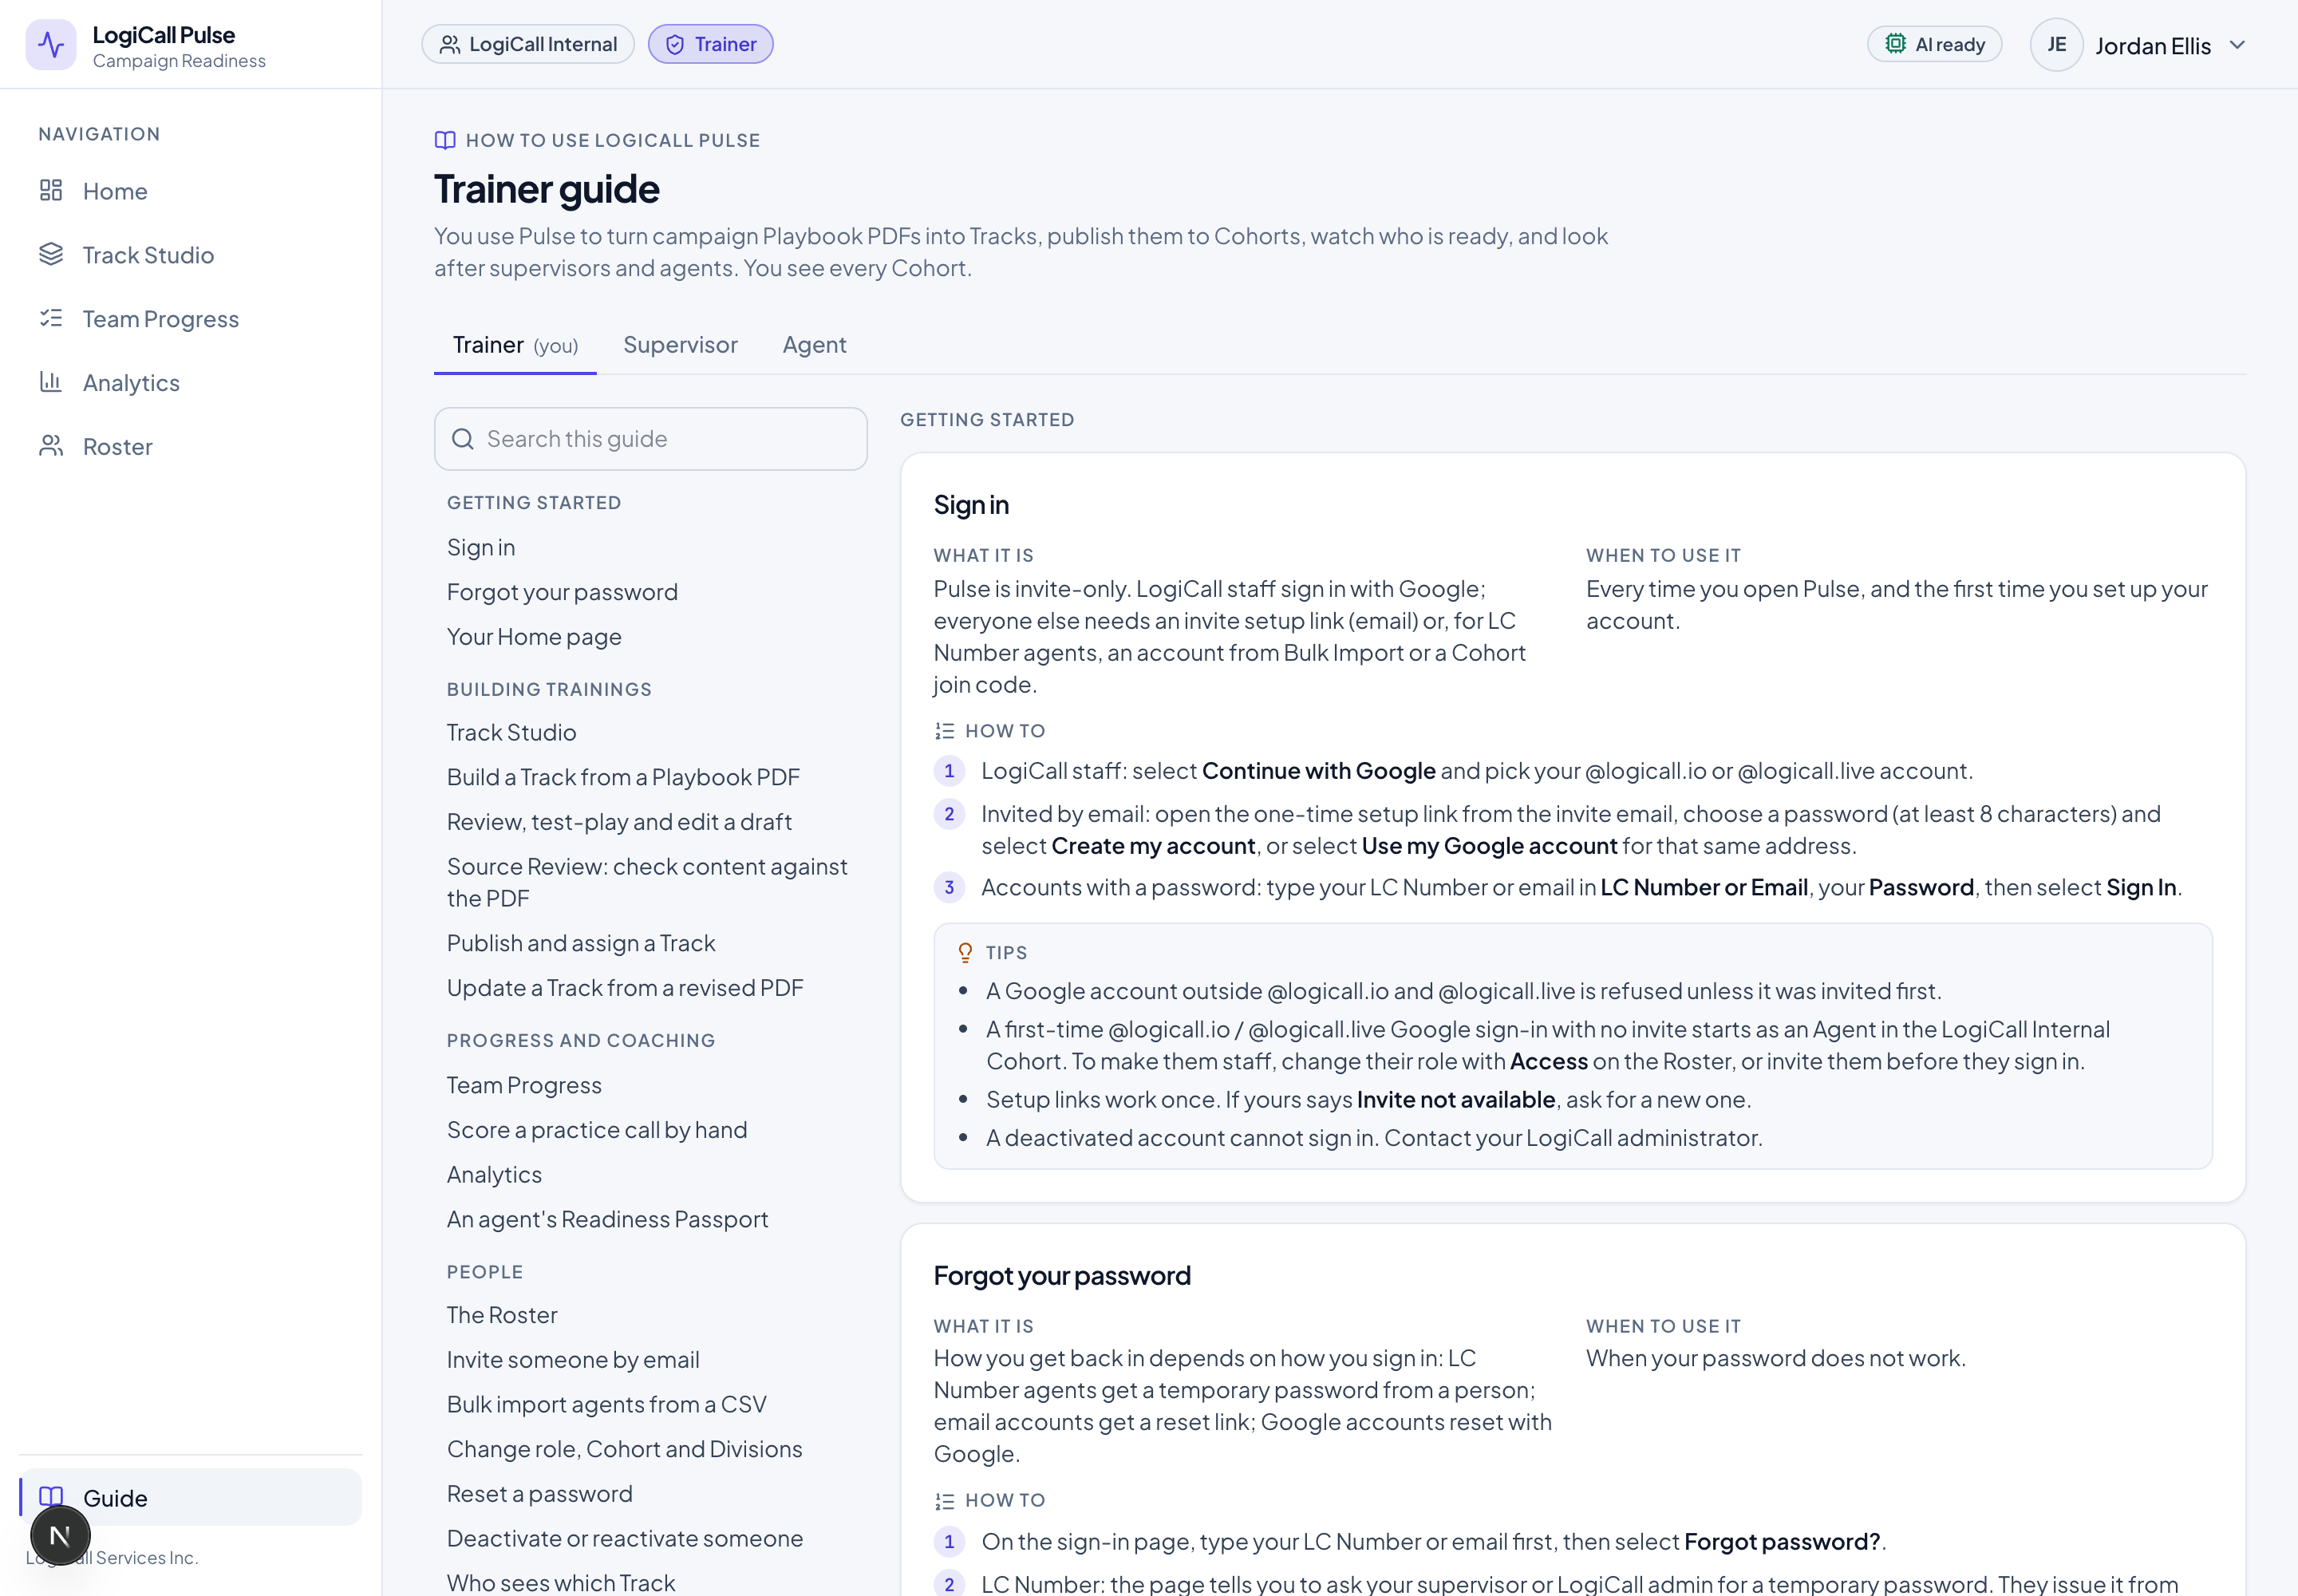 LogiCall Pulse
Campaign Readiness
LogiCall Internal
Trainer
AI ready
JE
Jordan Ellis
NAVIGATION
Home
Track Studio
Team Progress
Analytics
Roster
Guide
N
Services Inc.
HOW TO USE LOGICALL PULSE
Trainer guide
You use Pulse to turn campaign Playbook PDFs into Tracks, publish them to Cohorts, watch who is ready, and look
after supervisors and agents. You see every Cohort.
Trainer (you)
Supervisor
Agent
Search this guide
GETTING STARTED
Sign in
Forgot your password
Your Home page
BUILDING TRAININGS
Track Studio
Build a Track from a Playbook PDF
Review, test-play and edit a draft
Source Review: check content against
the PDF
Publish and assign a Track
Update a Track from a revised PDF
PROGRESS AND COACHING
Team Progress
Score a practice call by hand
Analytics
An agent's Readiness Passport
PEOPLE
The Roster
Invite someone by email
Bulk import agents from a CSV
Change role, Cohort and Divisions
Reset a password
Deactivate or reactivate someone
Who sees which Track
GETTING STARTED
Sign in
WHAT IT IS
Pulse is invite-only. LogiCall staff sign in with Google;
everyone else needs an invite setup link (email) or, for LC
Number agents, an account from Bulk Import or a Cohort
join code.
WHEN TO USE IT
Every time you open Pulse, and the first time you set up your
account.
HOW TO
1 LogiCall staff: select Continue with Google and pick your @logicall.io or @logicall.live account.
2 Invited by email: open the one-time setup link from the invite email, choose a password (at least 8 characters) and
select Create my account, or select Use my Google account for that same address.
3 Accounts with a password: type your LC Number or email in LC Number or Email, your Password, then select Sign In.
TIPS
• A Google account outside @logicall.io and @logicall.live is refused unless it was invited first.
• A first-time @logicall.io / @logicall.live Google sign-in with no invite starts as an Agent in the LogiCall Internal
Cohort. To make them staff, change their role with Access on the Roster, or invite them before they sign in.
• Setup links work once. If yours says Invite not available, ask for a new one.
• A deactivated account cannot sign in. Contact your LogiCall administrator.
Forgot your password
WHAT IT IS
How you get back in depends on how you sign in: LC
Number agents get a temporary password from a person;
email accounts get a reset link; Google accounts reset with
Google.
WHEN TO USE IT
When your password does not work.
HOW TO
1 On the sign-in page, type your LC Number or email first, then select Forgot password?.
2 LC Number: the page tells you to ask your supervisor or LogiCall admin for a temporary password. They issue it from